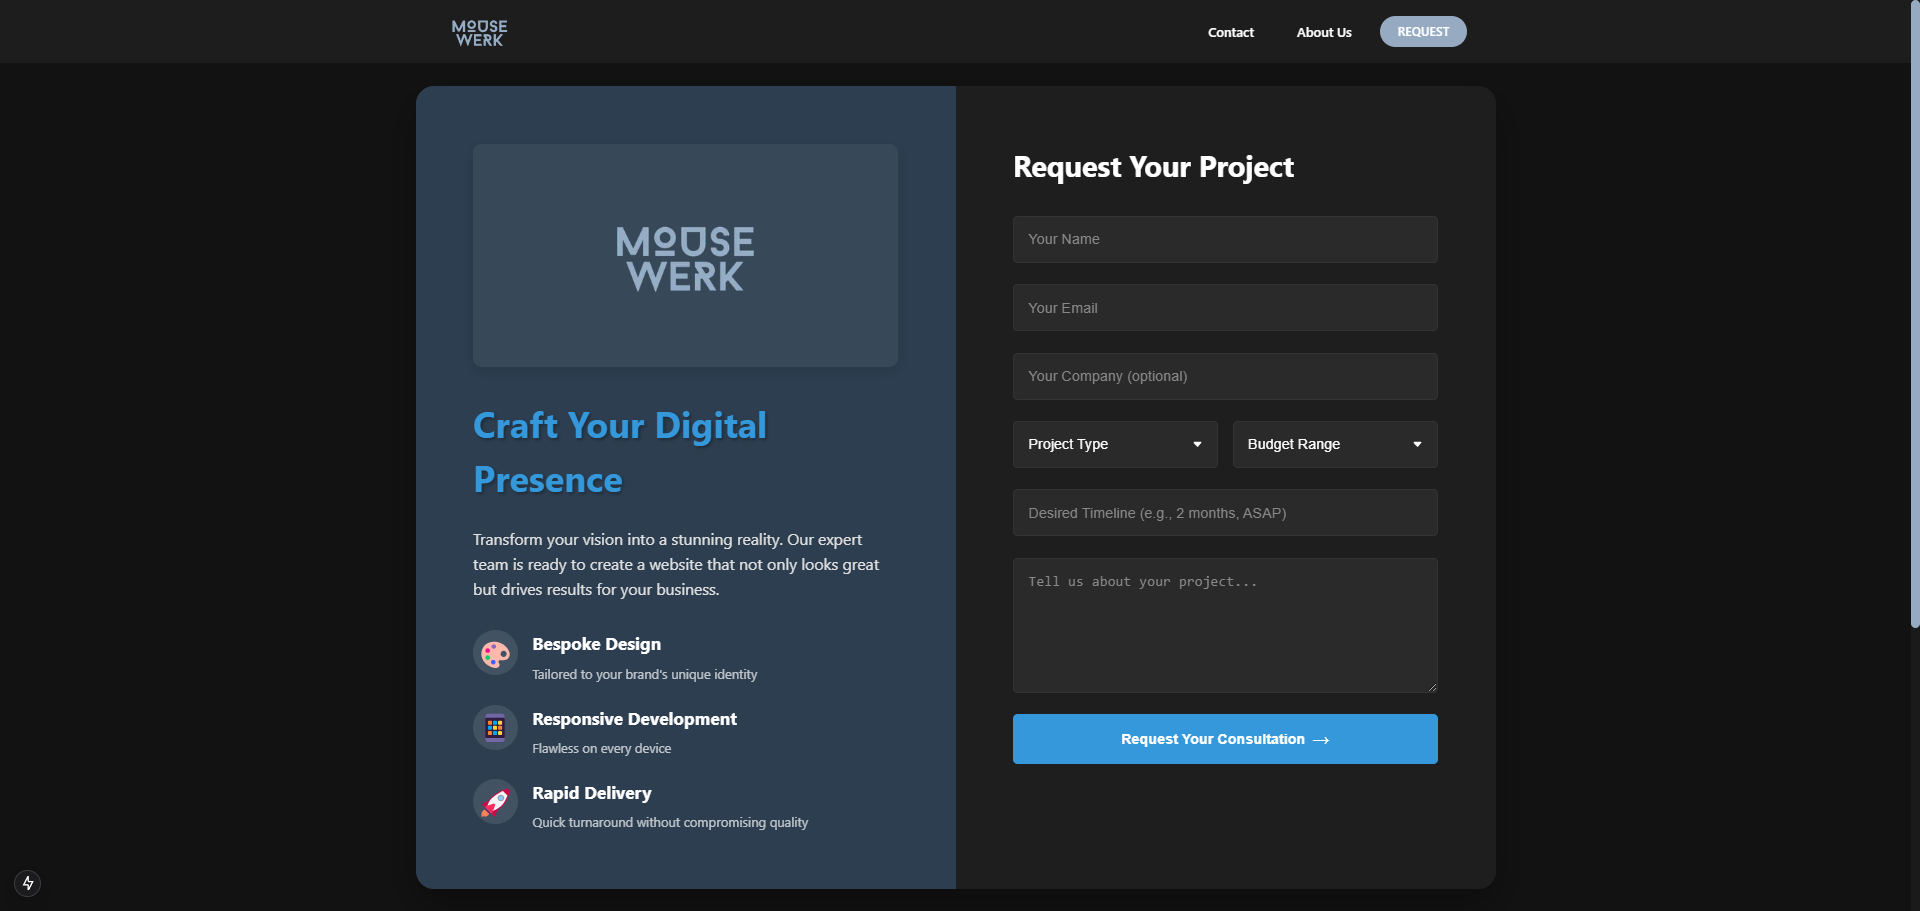 MOUSE
WERK
Contact
About Us
REQUEST
MOUSE
WERK
Craft Your Digital
Presence
Transform your vision into a stunning reality. Our expert
team is ready to create a website that not only looks great
but drives results for your business.
Bespoke Design
Tailored to your brand's unique identity
Responsive Development
Flawless on every device
Rapid Delivery
Quick turnaround without compromising quality
Request Your Project
Your Name
Your Email
Your Company (optional)
Project Type
Budget Range
Desired Timeline (e.g., 2 months, ASAP)
Tell us about your project...
Request Your Consultation →